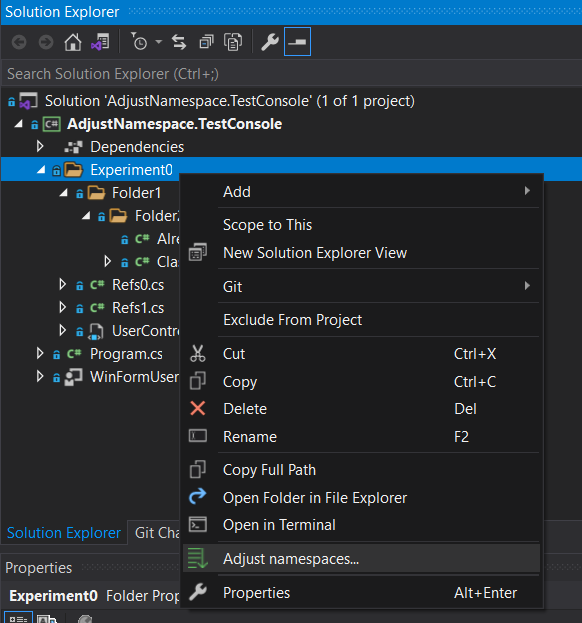 Solution Explorer
Search Solution Explorer (Ctrl+;)
Solution 'AdjustNamespace.TestConsole' (1 of 1 project)
C# AdjustNamespace.TestConsole
Dependencies
Experiment0
Folder1
Folder2
C# Alre
C# Clas
C# Refs0.cs
C# Refs1.cs
UserContro
C# Program.cs
WinFormUser
Add
Scope to This
New Solution Explorer View
Git
Exclude From Project
Cut Ctrl+X
Copy Ctrl+C
Delete Del
Rename F2
Copy Full Path
Open Folder in File Explorer
Open in Terminal
Adjust namespaces...
Properties Alt+Enter
Solution Explorer Git Cha
Properties
Experiment0 Folder Prop